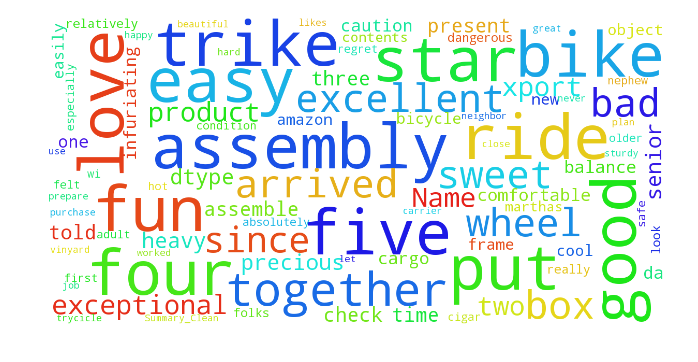 relatively
beautiful
likes
great
happy
hard
regret
never
easily
especially
love
infuriating
trike
easy
caution
three
star
present
dangerous
contents
xport
bike
object
nephew
new
bad
product
excellent
condition
amazon
bicycle
neighbor
plan
older
sturdy
one
use
wi
felt
prepare
assembly
ride
close
senior
balance
dtype
sweet
hot
fun
purchase
adult
assemble
arrived
Name
comfortable
marthas
carrier
good
safe
look
told
vinyard
heavy
since
absolutely
five
wheel
frame
cool
worked
first
job
four
precious
cargo
let
put
really
da
exceptional
together
two
box
trycicle
Summary_Clean
folks
check
time
cigar